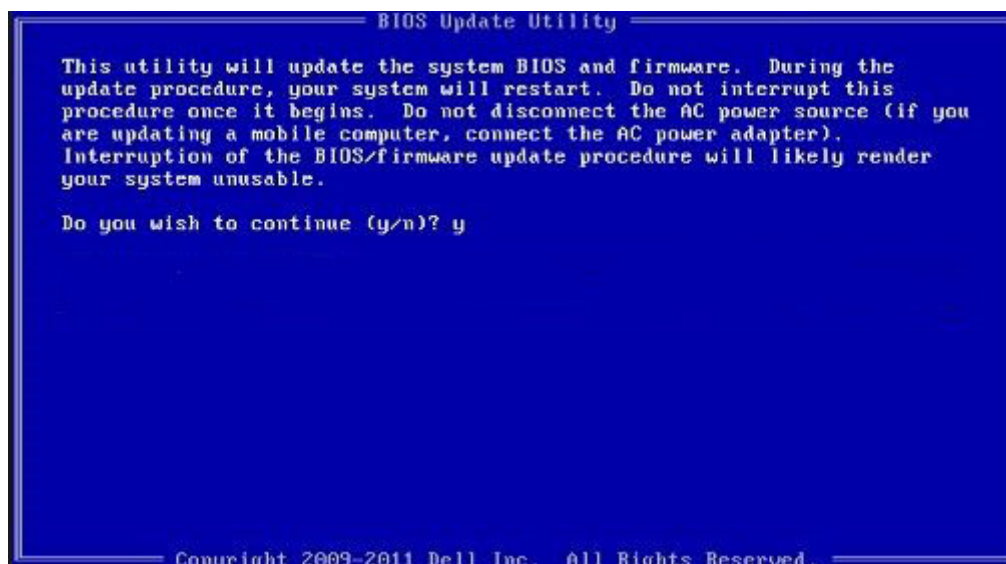 BIOS Update Utility
This utility will update the system BIOS and firmware. During the
update procedure, your system will restart. Do not interrupt this
procedure once it begins. Do not disconnect the AC power source (if you
are updating a mobile computer, connect the AC power adapter).
Interruption of the BIOS/firmware update procedure will likely render
your system unusable.
Do you wish to continue (y/n)? y
Copyright 2009-2011 Dell Inc. All Rights Reserved.